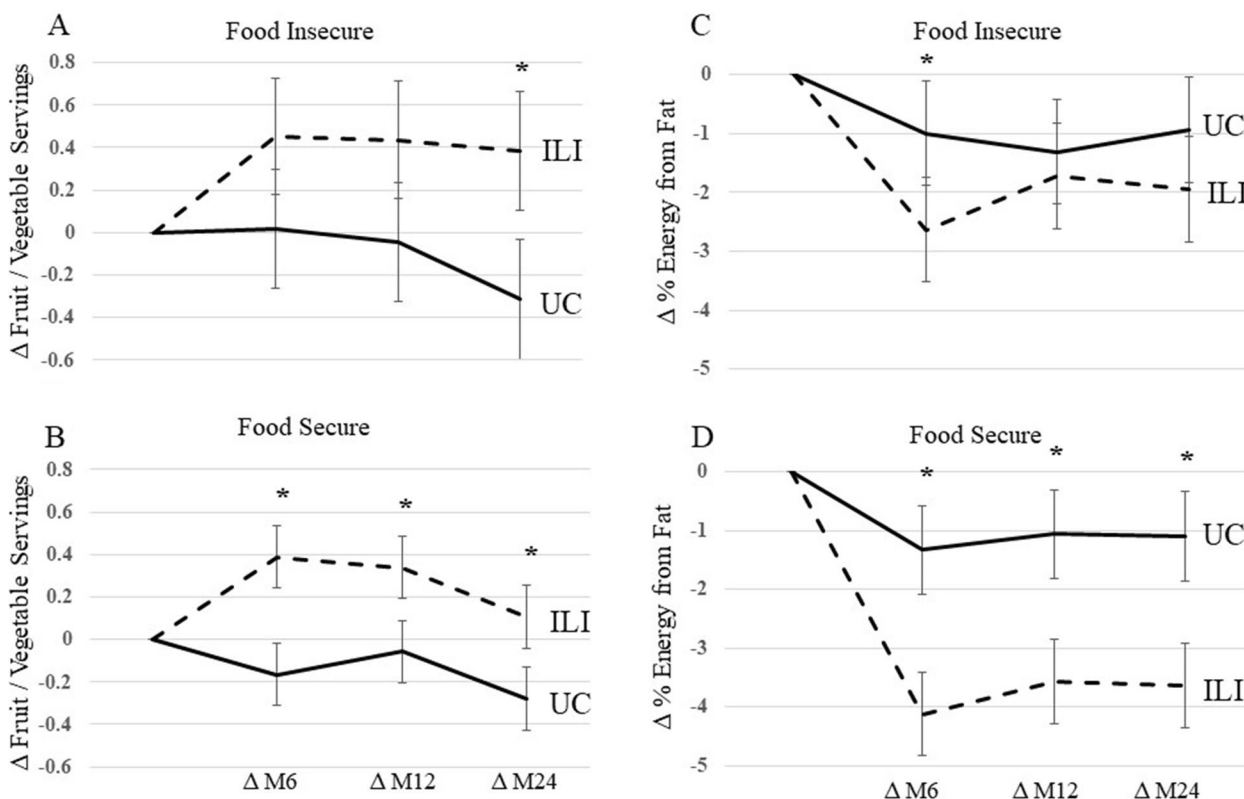 A
Food Insecure
Δ Fruit / Vegetable Servings
0.8
0.6
0.4
0.2
0
-0.2
-0.4
-0.6
*
ILI
UC
C
Food Insecure
Δ % Energy from Fat
0
-1
-2
-3
-4
-5
*
UC
ILI
B
Food Secure
Δ Fruit / Vegetable Servings
0.8
0.6
0.4
0.2
0
-0.2
-0.4
-0.6
* * *
ILI
UC
Δ M6 Δ M12 Δ M24
D
Food Secure
Δ % Energy from Fat
0
-1
-2
-3
-4
-5
* * *
UC
ILI
Δ M6 Δ M12 Δ M24